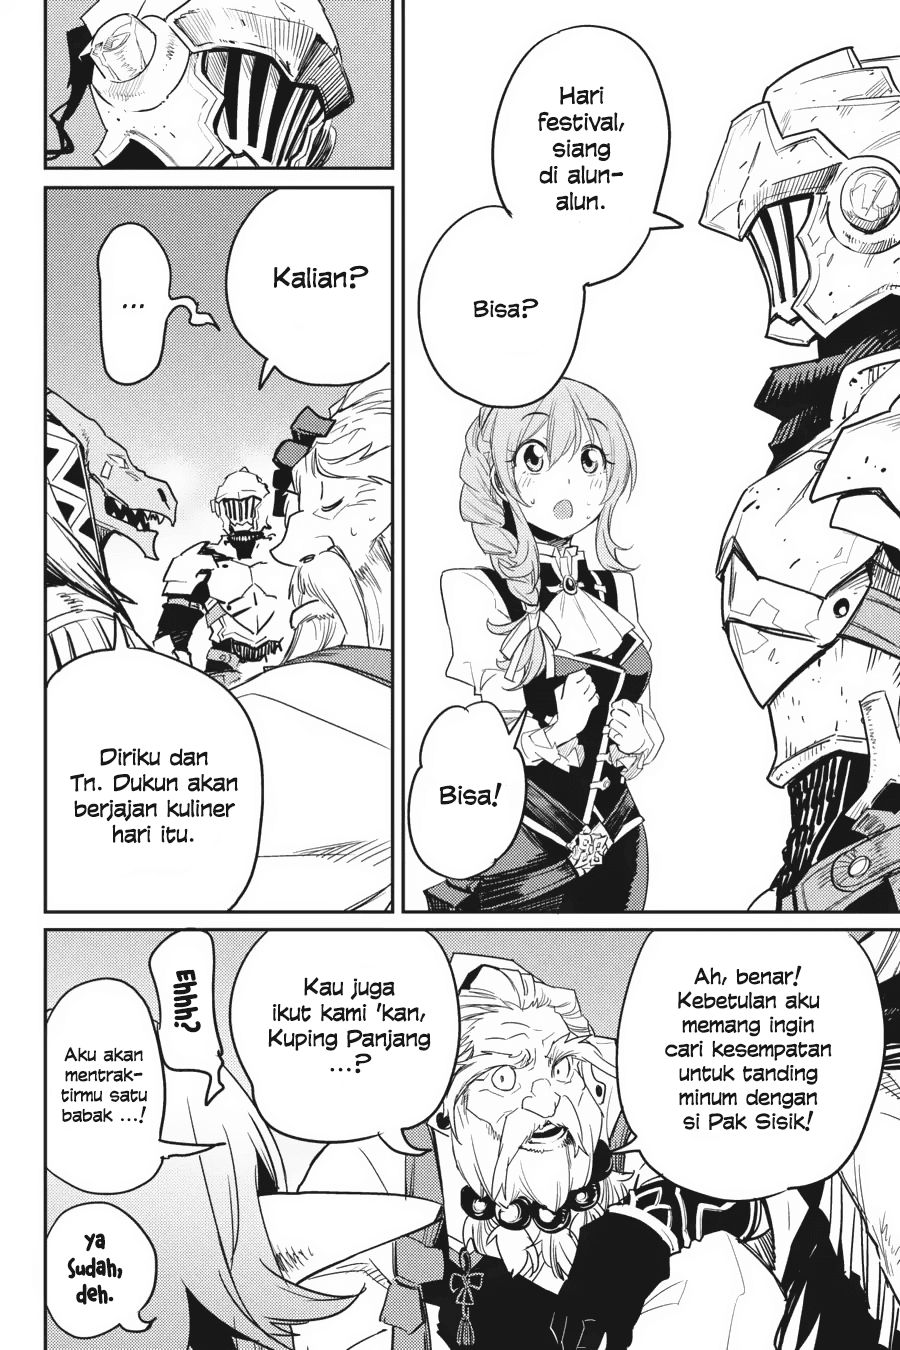 Hari
festival,
siang
di alun-
alun.
Bisa?
Bisa!
Kalian?
...
Diriku dan
Tn. Dukun akan
berjajan kuliner
hari itu.
Ah, benar!
Kebetulan aku
memang ingin
cari kesempatan
untuk tanding
minum dengan
si Pak Sisik!
Kau juga
ikut kami 'kan,
Kuping Panjang
...?
Ehhh?
Aku akan
mentrak-
tirmu satu
babak ...!
ya
Sudah,
deh.